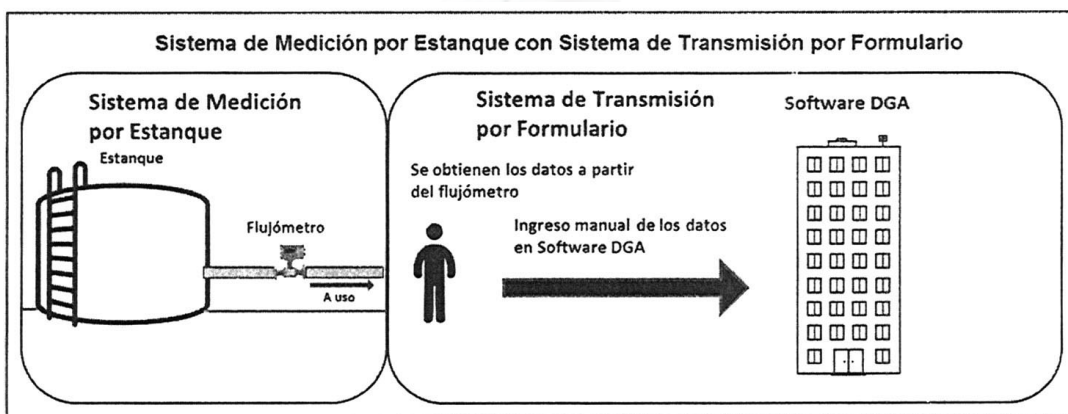 Sistema de Medición por Estanque con Sistema de Transmisión por Formulario
Sistema de Medición
por Estanque
Estanque
Flujómetro
A uso
Sistema de Transmisión
por Formulario
Se obtienen los datos a partir
del flujómetro
Ingreso manual de los datos
en Software DGA
Software DGA